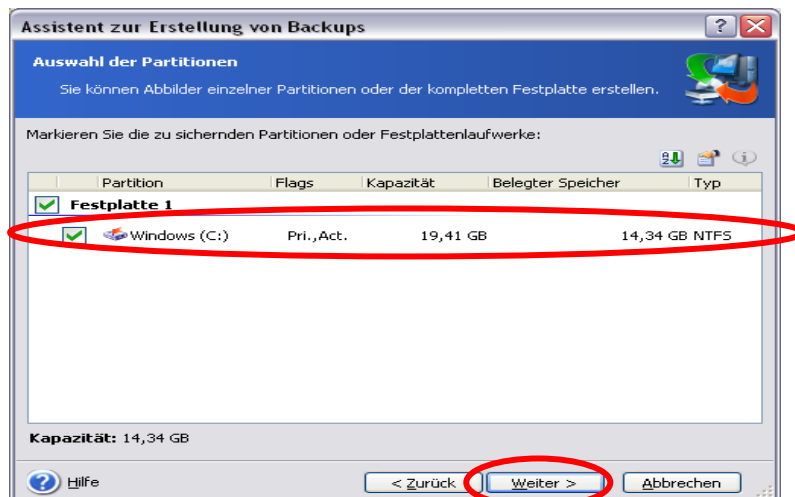 Assistent zur Erstellung von Backups
Auswahl der Partitionen
Sie können Abbilder einzelner Partitionen oder der kompletten Festplatte erstellen.
Markieren Sie die zu sichernden Partitionen oder Festplattenlaufwerke:
Partition Flags Kapazität Belegter Speicher Typ
Festplatte 1
Windows (C:) Pri.,Act. 19,41 GB 14,34 GB NTFS
Kapazität: 14,34 GB
Hilfe < Zurück Weiter > Abbrechen